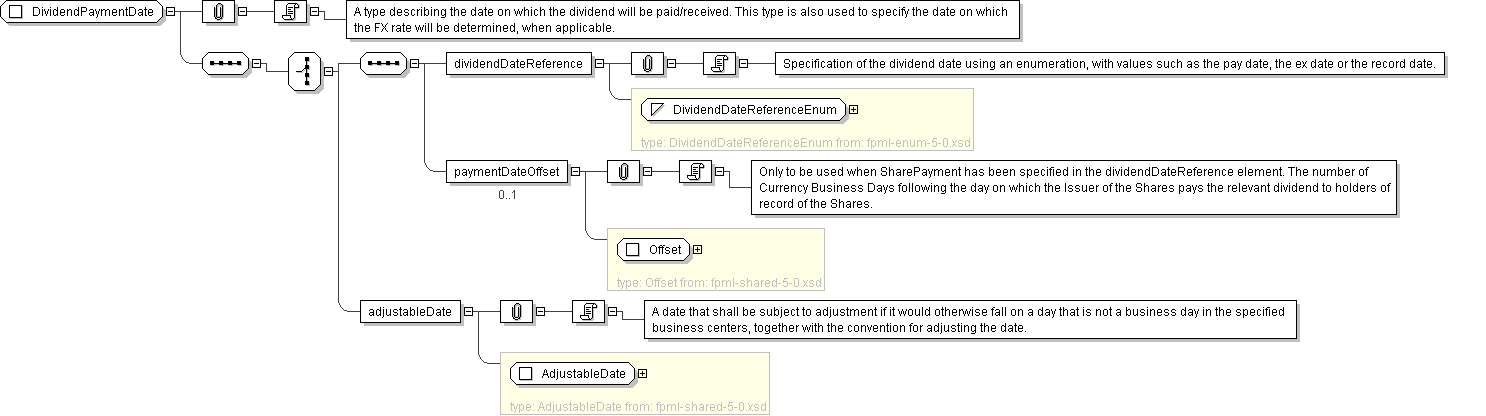 DividendPaymentDate
A type describing the date on which the dividend will be paid/received. This type is also used to specify the date on which
the FX rate will be determined, when applicable.
dividendDateReference
Specification of the dividend date using an enumeration, with values such as the pay date, the ex date or the record date.
DividendDateReferenceEnum
type: DividendDateReferenceEnum from: fpml-enum-5-0.xsd
paymentDateOffset
0..1
Only to be used when SharePayment has been specified in the dividendDateReference element. The number of
Currency Business Days following the day on which the Issuer of the Shares pays the relevant dividend to holders of
record of the Shares.
Offset
type: Offset from: fpml-shared-5-0.xsd
adjustableDate
A date that shall be subject to adjustment if it would otherwise fall on a day that is not a business day in the specified
business centers, together with the convention for adjusting the date.
AdjustableDate
type: AdjustableDate from: fpml-shared-5-0.xsd